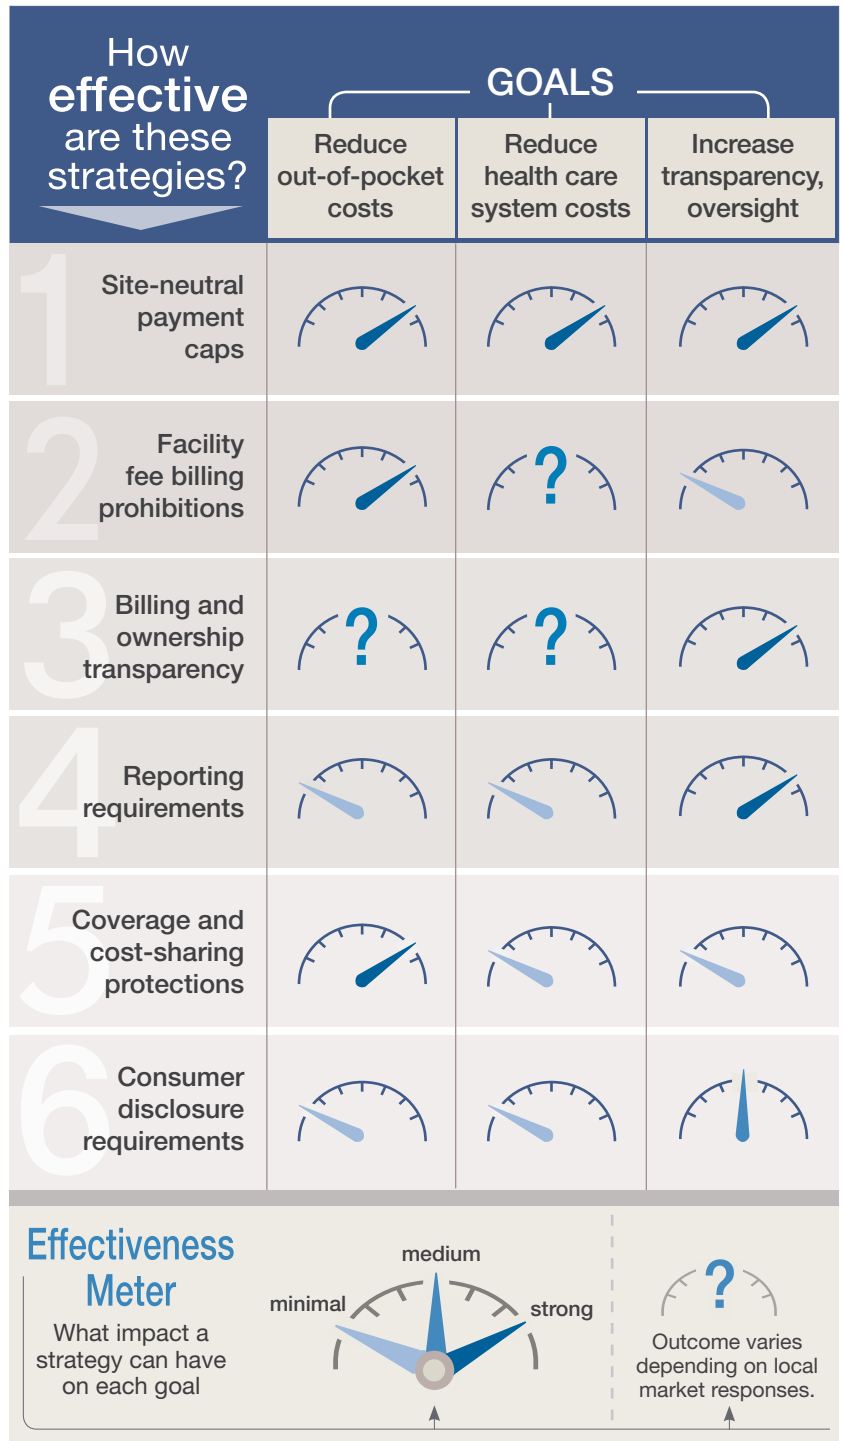 How
effective
are these
strategies?
GOALS
Reduce
out-of-pocket
costs
Reduce
health care
system costs
Increase
transparency,
oversight
1
Site-neutral
payment
caps
2
Facility
fee billing
prohibitions
?
3
Billing and
ownership
transparency
?
?
4
Reporting
requirements
5
Coverage and
cost-sharing
protections
6
Consumer
disclosure
requirements
Effectiveness
Meter
What impact a
strategy can have
on each goal
minimal
medium
strong
?
Outcome varies
depending on local
market responses.